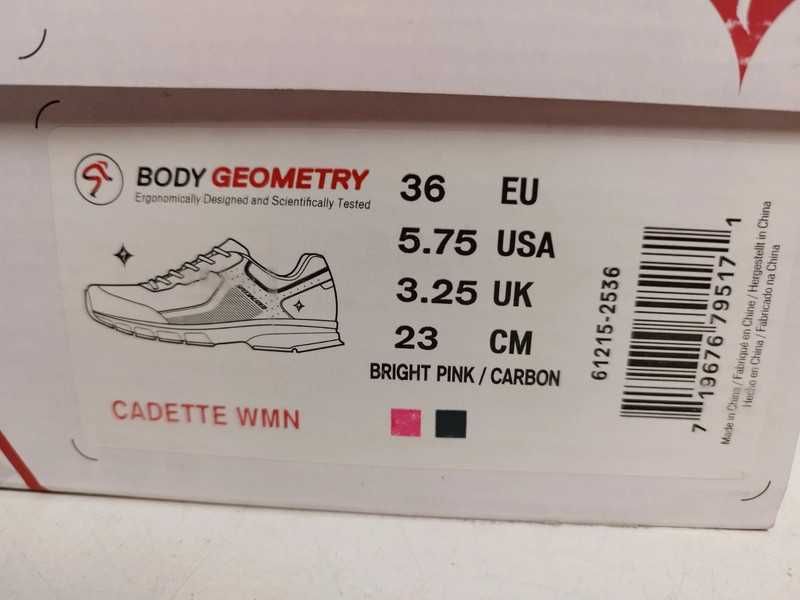 BODY GEOMETRY
Ergonomically Designed and Scientifically Tested
36 EU
5.75 USA
3.25 UK
23 CM
BRIGHT PINK / CARBON
CADETTE WMN
61215-2536
7 19676 79517 1
Made in China / Fabriqué en Chine / Hergestellt in China
Hecho en China / Fabricado na China